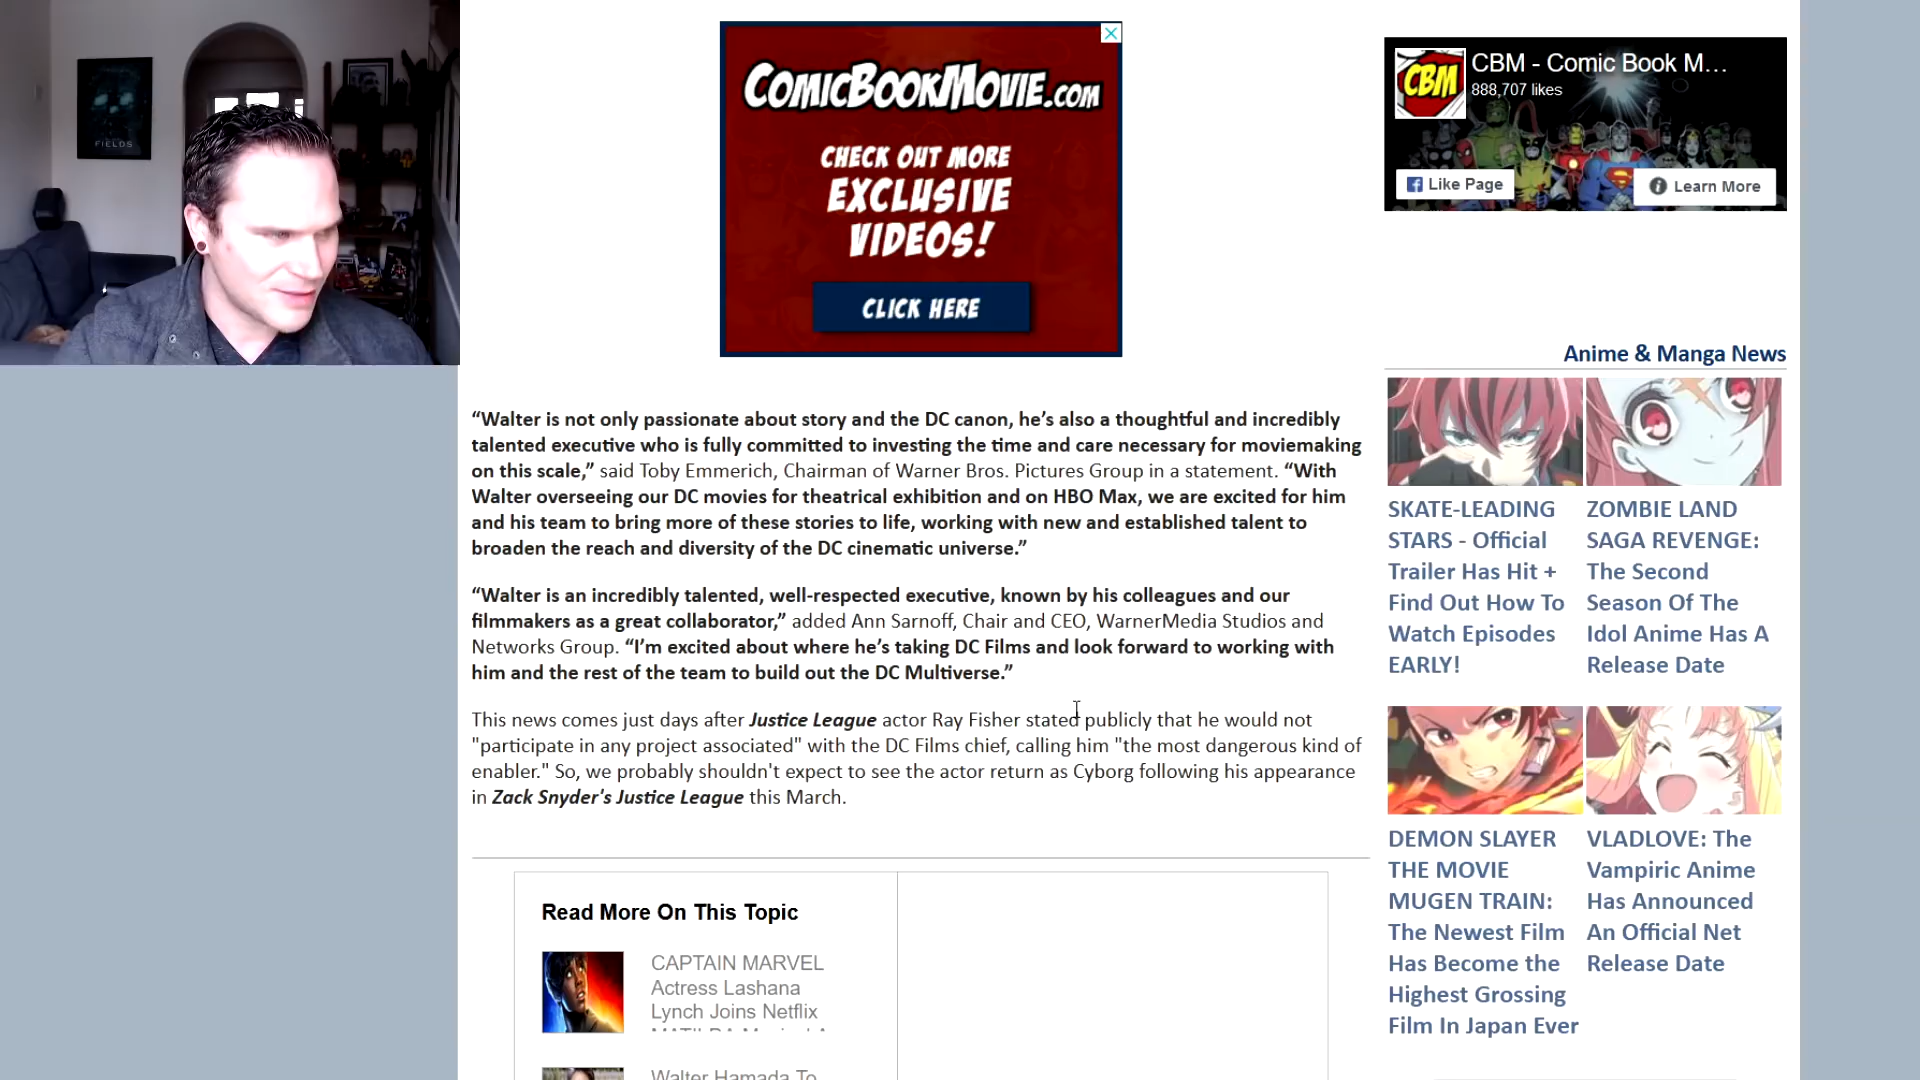 FIELDS
COMICBOOKMOVIE.COM
CHECK OUT MORE
EXCLUSIVE
VIDEOS!
CLICK HERE
CBM
CBM - Comic Book M...
888,707 likes
Like Page
Learn More
“Walter is not only passionate about story and the DC canon, he’s also a thoughtful and incredibly
talented executive who is fully committed to investing the time and care necessary for moviemaking
on this scale,” said Toby Emmerich, Chairman of Warner Bros. Pictures Group in a statement. “With
Walter overseeing our DC movies for theatrical exhibition and on HBO Max, we are excited for him
and his team to bring more of these stories to life, working with new and established talent to
broaden the reach and diversity of the DC cinematic universe.”
“Walter is an incredibly talented, well-respected executive, known by his colleagues and our
filmmakers as a great collaborator,” added Ann Sarnoff, Chair and CEO, WarnerMedia Studios and
Networks Group. “I’m excited about where he’s taking DC Films and look forward to working with
him and the rest of the team to build out the DC Multiverse.”
This news comes just days after Justice League actor Ray Fisher stated publicly that he would not
"participate in any project associated" with the DC Films chief, calling him "the most dangerous kind of
enabler." So, we probably shouldn't expect to see the actor return as Cyborg following his appearance
in Zack Snyder's Justice League this March.
Read More On This Topic
CAPTAIN MARVEL
Actress Lashana
Lynch Joins Netflix
Walter Hamada To
Anime & Manga News
SKATE-LEADING
STARS - Official
Trailer Has Hit +
Find Out How To
Watch Episodes
EARLY!
ZOMBIE LAND
SAGA REVENGE:
The Second
Season Of The
Idol Anime Has A
Release Date
DEMON SLAYER
THE MOVIE
MUGEN TRAIN:
The Newest Film
Has Become the
Highest Grossing
Film In Japan Ever
VLADLOVE: The
Vampiric Anime
Has Announced
An Official Net
Release Date